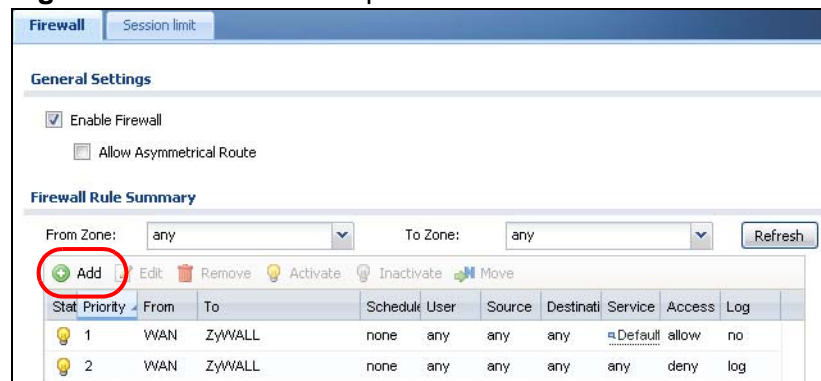 Firewall Session limit
General Settings
Enable Firewall
Allow Asymmetrical Route
Firewall Rule Summary
From Zone: any To Zone: any Refresh
Add Edit Remove Activate Inactivate Move
Stat Priority From To Schedule User Source Destinati Service Access Log
1 WAN ZyWALL none any any any Default allow no
2 WAN ZyWALL none any any any any deny log